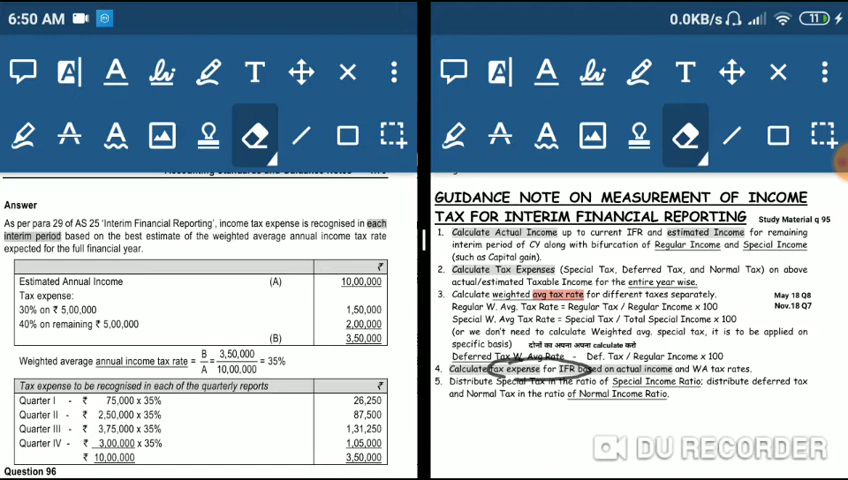 6:50 AM
0.0KB/s
11
Answer
As per para 29 of AS 25 'Interim Financial Reporting', income tax expense is recognised in each
interim period based on the best estimate of the weighted average annual income tax rate
expected for the full financial year.
₹
Estimated Annual Income (A) 10,00,000
Tax expense:
30% on ₹ 5,00,000 1,50,000
40% on remaining ₹ 5,00,000 2,00,000
(B) 3,50,000
Weighted average annual income tax rate = B/A = 3,50,000/10,00,000 = 35%
Tax expense to be recognised in each of the quarterly reports ₹
Quarter I - ₹ 75,000 x 35% 26,250
Quarter II - ₹ 2,50,000 x 35% 87,500
Quarter III - ₹ 3,75,000 x 35% 1,31,250
Quarter IV - ₹ 3,00,000 x 35% 1,05,000
₹ 10,00,000 3,50,000
Question 96
GUIDANCE NOTE ON MEASUREMENT OF INCOME
TAX FOR INTERIM FINANCIAL REPORTING Study Material q 95
1. Calculate Actual Income up to current IFR and estimated Income for remaining
interim period of CY along with bifurcation of Regular Income and Special Income
(such as Capital gain).
2. Calculate Tax Expenses (Special Tax, Deferred Tax, and Normal Tax) on above
actual/estimated Taxable Income for the entire year wise.
3. Calculate weighted avg tax rate for different taxes separately. May 18 Q8
Regular W. Avg. Tax Rate = Regular Tax / Regular Income x 100 Nov.18 Q7
Special W. Avg Tax Rate = Special Tax / Total Special Income x 100
(or we don't need to calculate Weighted avg. special tax, it is to be applied on
specific basis) दोनों का अपना अपना calculate करो
Deferred Tax W. Avg Rate - Def. Tax / Regular Income x 100
4. Calculate tax expense for IFR based on actual income and WA tax rates.
5. Distribute Special Tax in the ratio of Special Income Ratio; distribute deferred tax
and Normal Tax in the ratio of Normal Income Ratio.
DU RECORDER